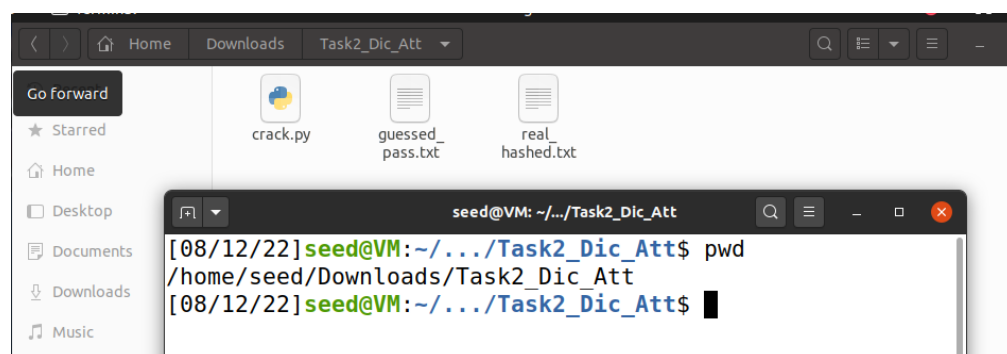 Home Downloads Task2_Dic_Att
Go forward
Starred
Home
Desktop
Documents
Downloads
Music
crack.py
guessed_
pass.txt
real_
hashed.txt
seed@VM: ~/.../Task2_Dic_Att
[08/12/22]seed@VM:~/.../Task2_Dic_Att$ pwd
/home/seed/Downloads/Task2_Dic_Att
[08/12/22]seed@VM:~/.../Task2_Dic_Att$